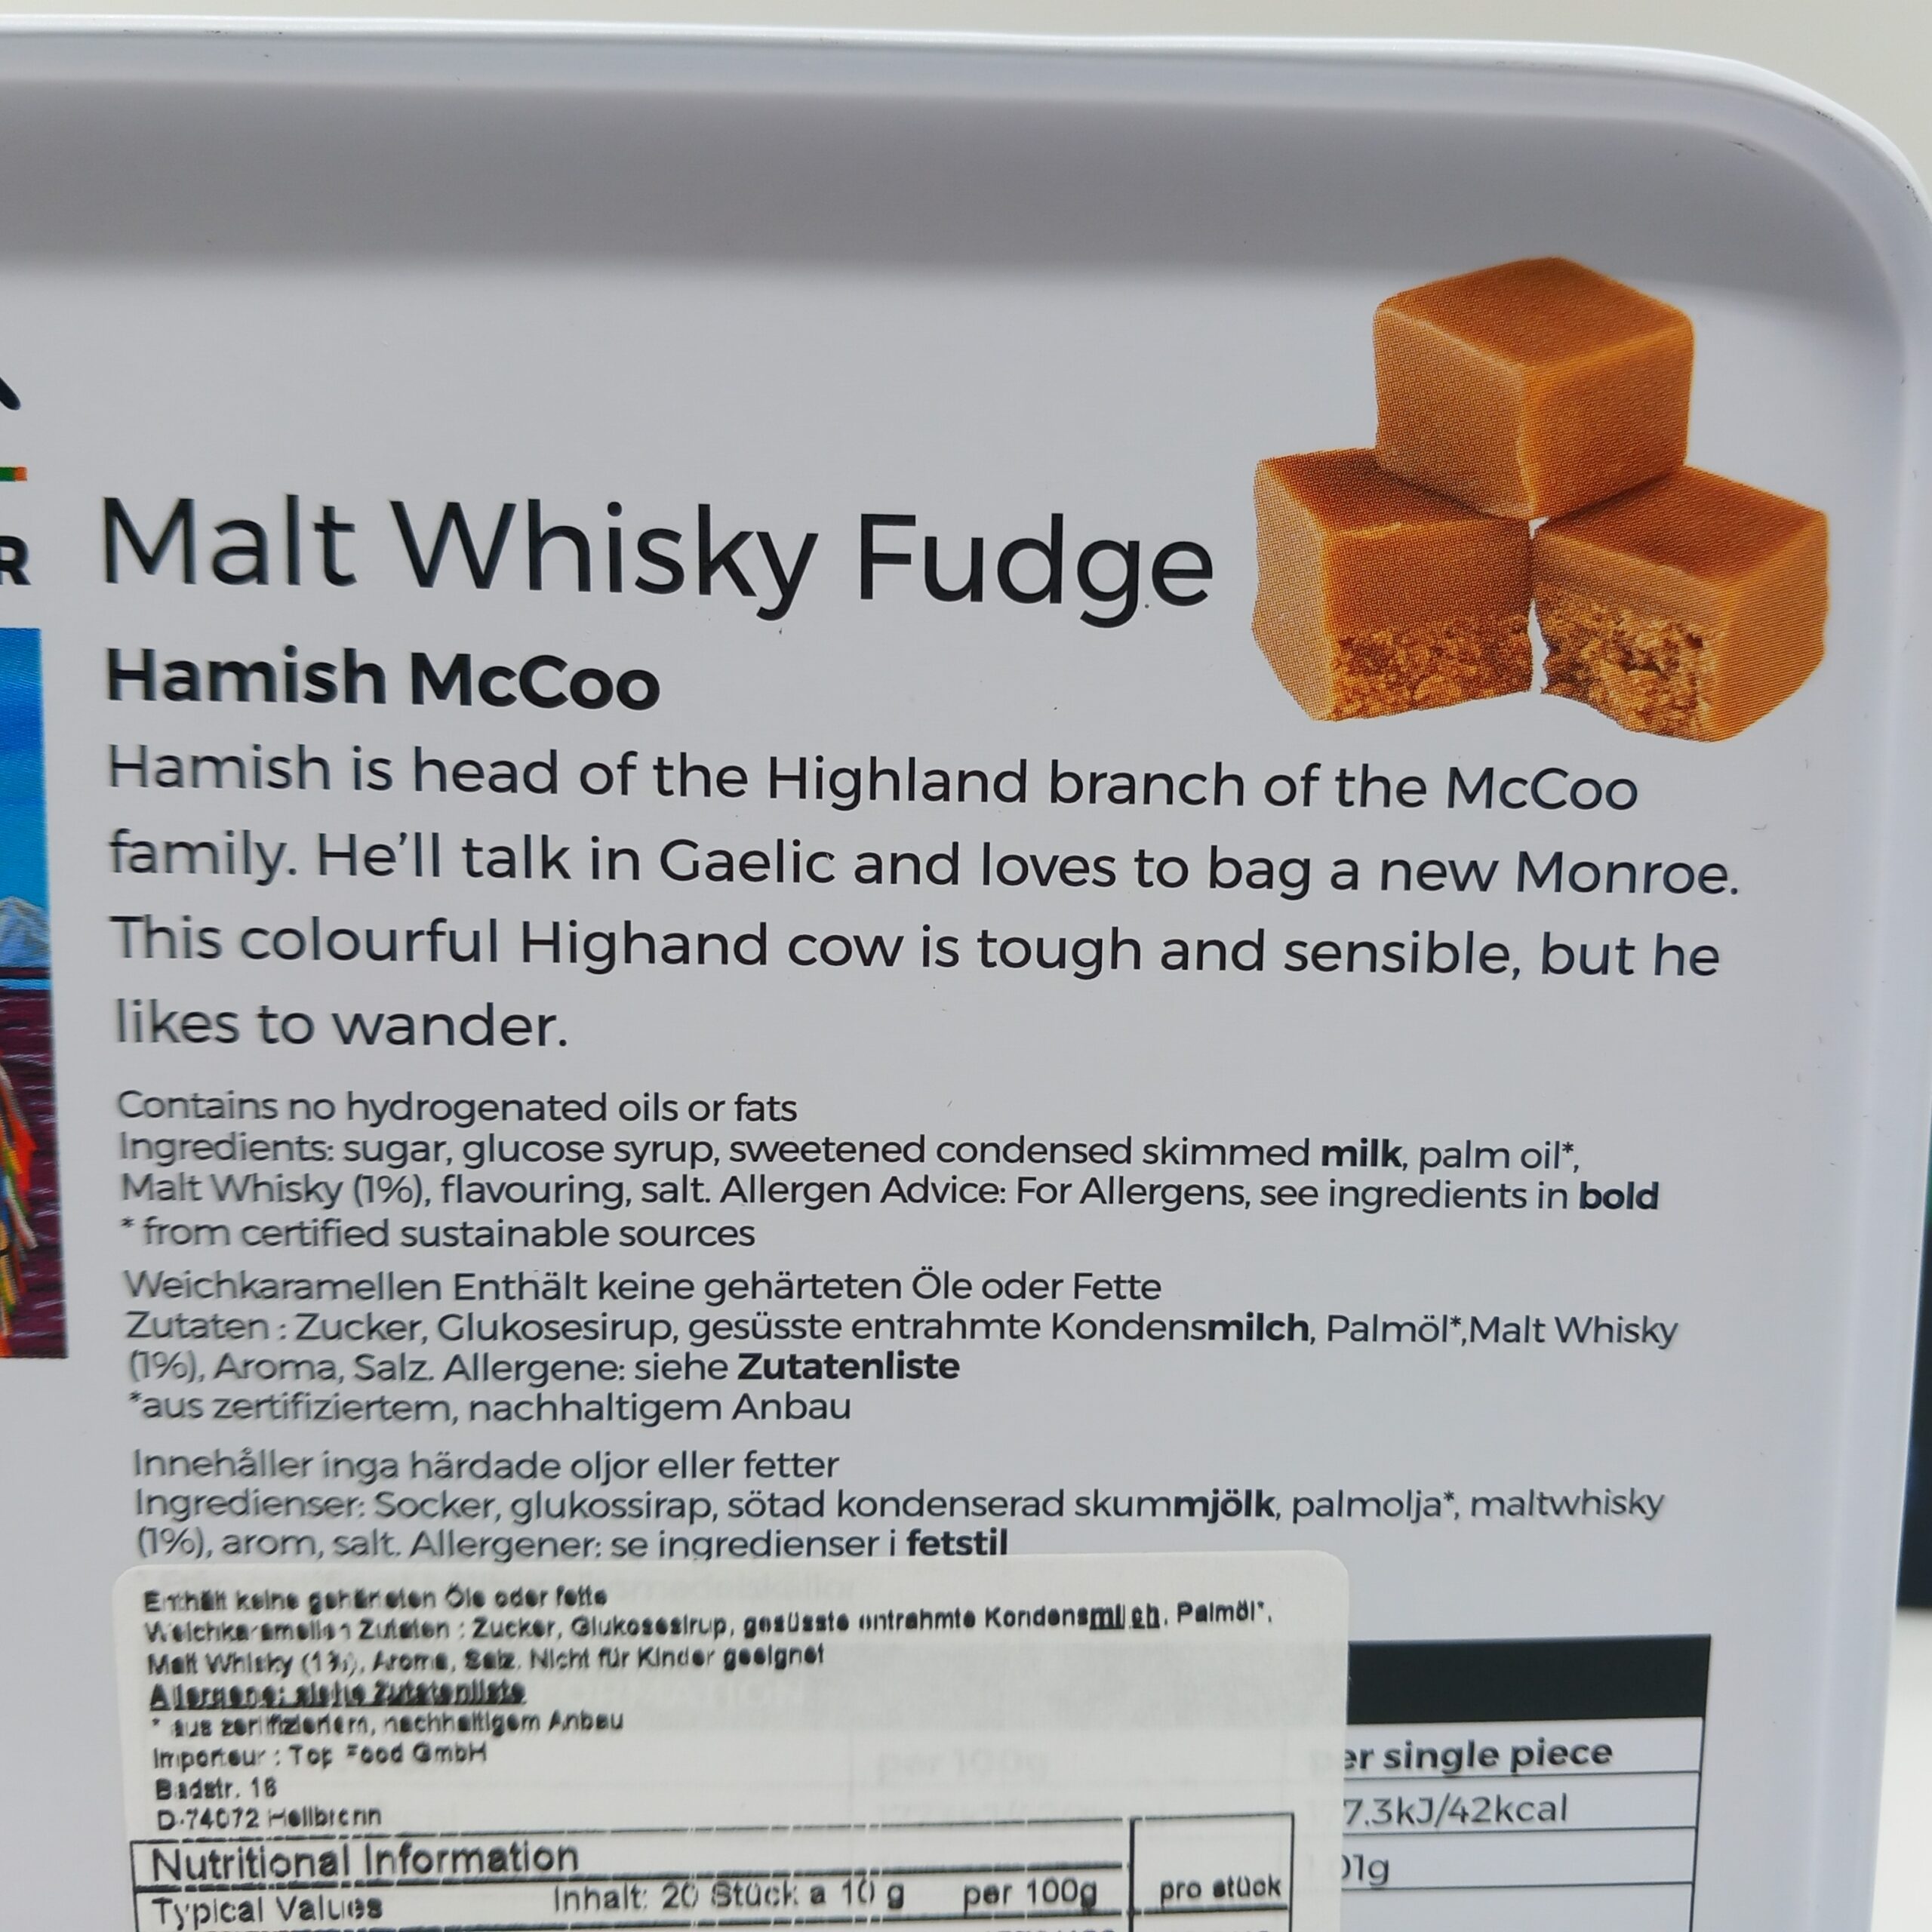 R
Malt Whisky Fudge
Hamish McCoo
Hamish is head of the Highland branch of the McCoo
family. He'll talk in Gaelic and loves to bag a new Monroe.
This colourful Highand cow is tough and sensible, but he
likes to wander.
Contains no hydrogenated oils or fats
Ingredients: sugar, glucose syrup, sweetened condensed skimmed milk, palm oil*,
Malt Whisky (1%), flavouring, salt. Allergen Advice: For Allergens, see ingredients in bold
* from certified sustainable sources
Weichkaramellen Enthält keine gehärteten Öle oder Fette
Zutaten : Zucker, Glukosesirup, gesüsste entrahmte Kondensmilch, Palmöl*,Malt Whisky
(1%), Aroma, Salz. Allergene: siehe Zutatenliste
*aus zertifiziertem, nachhaltigem Anbau
Innehåller inga härdade oljor eller fetter
Ingredienser: Socker, glukossirap, sötad kondenserad skummjölk, palmolja*, maltwhisky
(1%), arom, salt. Allergener: se ingredienser i fetstil
Enthält keine gehärteten Öle oder fette
Weichkaramellen Zutaten : Zucker, Glukosesirup, gesüsste entrahmte Kondensmilch, Palmöl*,
Malt Whisky (1%), Aroma, Salz. Nicht für Kinder geeignet
Allergene: siehe Zutatenliste
* aus zertifiziertem, nachhaltigem Anbau
Importeur : Top Food GmbH
Badstr. 16
D-74072 Heilbronn
per 100g
per single piece
7.3kJ/42kcal
01g
Nutritional Information
Typical Values Inhalt: 20 Stück a 10 g per 100g pro stück